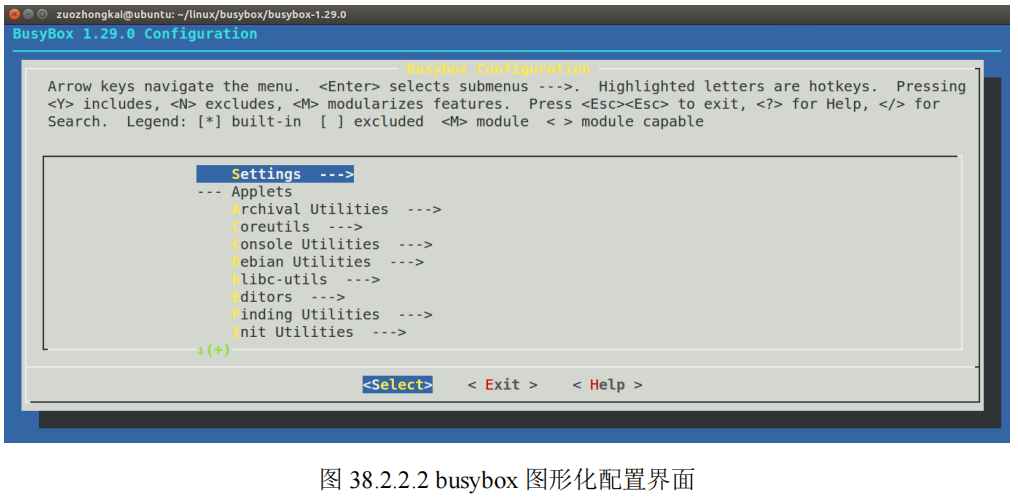 zuozhongkai@ubuntu: ~/linux/busybox/busybox-1.29.0
BusyBox 1.29.0 Configuration
Busybox Configuration
Arrow keys navigate the menu.  <Enter> selects submenus --->.  Highlighted letters are hotkeys.  Pressing
<Y> includes, <N> excludes, <M> modularizes features.  Press <Esc><Esc> to exit, <?> for Help, </> for
Search.  Legend: [*] built-in  [ ] excluded  <M> module  < > module capable
Settings  --->
--- Applets
Archival Utilities  --->
Coreutils  --->
Console Utilities  --->
Debian Utilities  --->
klibc-utils  --->
Editors  --->
Finding Utilities  --->
Init Utilities  --->
↓(+)
<Select>    < Exit >    < Help >
图 38.2.2.2 busybox 图形化配置界面